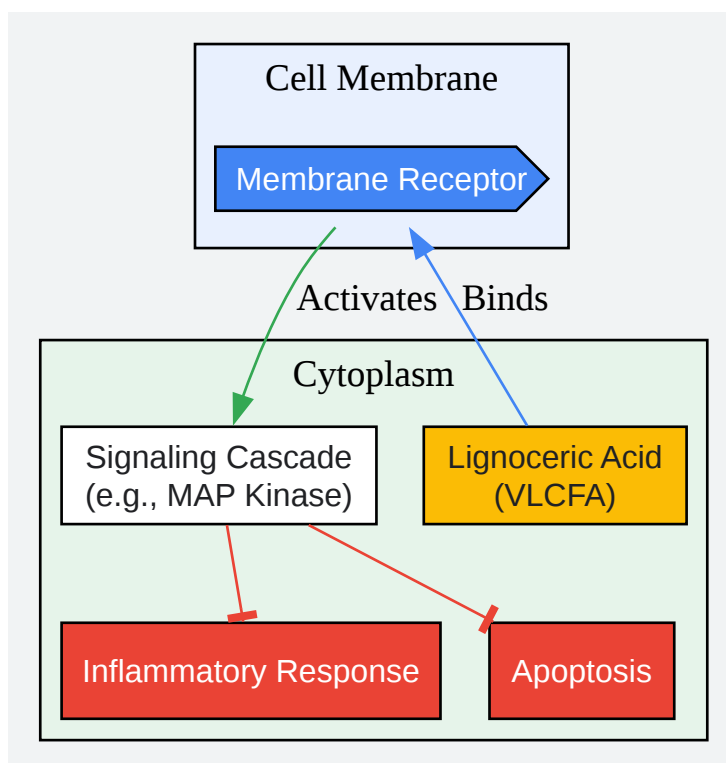 Cell Membrane
Membrane Receptor
Activates
Binds
Cytoplasm
Signaling Cascade
(e.g., MAP Kinase)
Lignoceric Acid
(VLCFA)
Inflammatory Response
Apoptosis